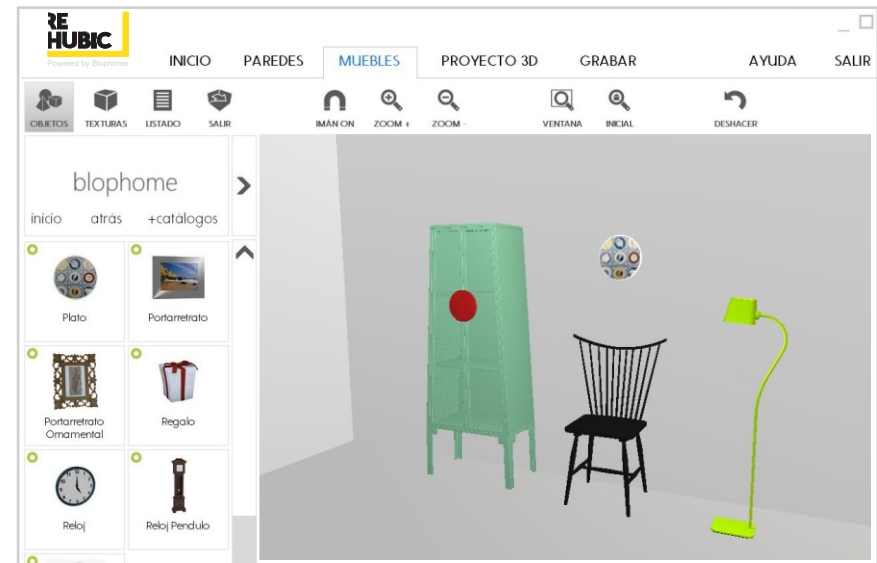 RE
HUBIC
Powered by Blophome
INICIO PAREDES MUEBLES PROYECTO 3D GRABAR AYUDA SALIR
OBJETOS TEXTURAS LISTADO SALIR IMÁN ON ZOOM + ZOOM - VENTANA INICIAL DESHACER
blophome
inicio atrás +catálogos
Plato Portarretrato
Portarretrato
Ornamental
Regalo
Reloj Reloj Pendulo